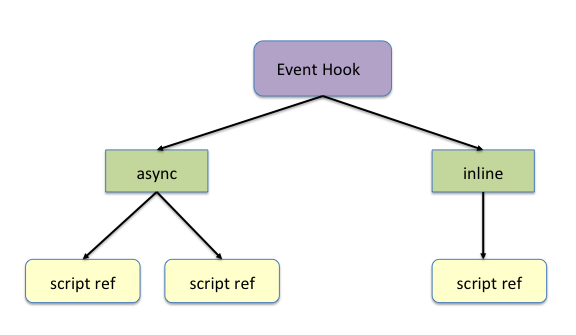 Event Hook
async
inline
script ref
script ref
script ref